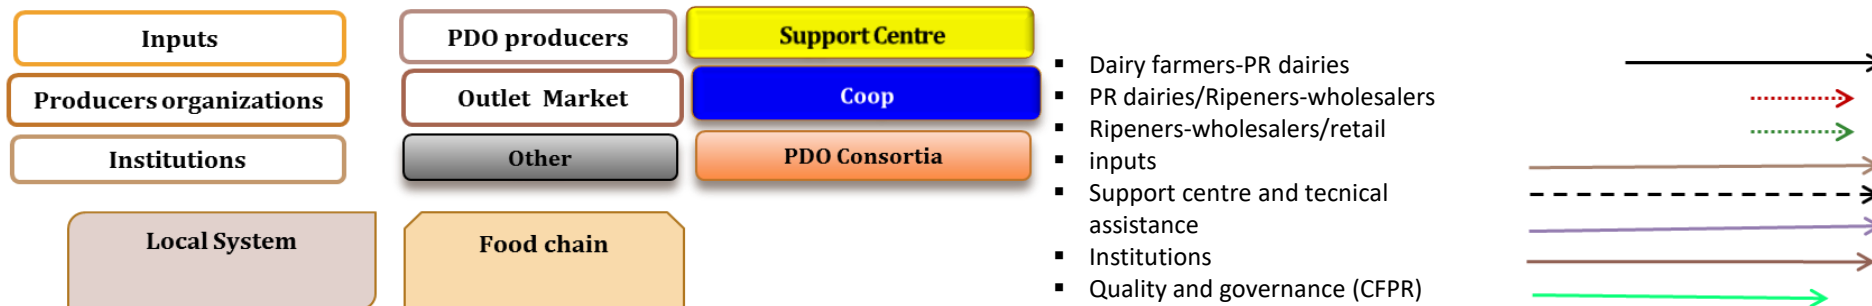 Inputs
PDO producers
Support Centre
Producers organizations
Outlet Market
Coop
Institutions
Other
PDO Consortia
Local System
Food chain
▪ Dairy farmers-PR dairies
▪ PR dairies/Ripeners-wholesalers
▪ Ripeners-wholesalers/retail
▪ inputs
▪ Support centre and tecnical
assistance
▪ Institutions
▪ Quality and governance (CFPR)